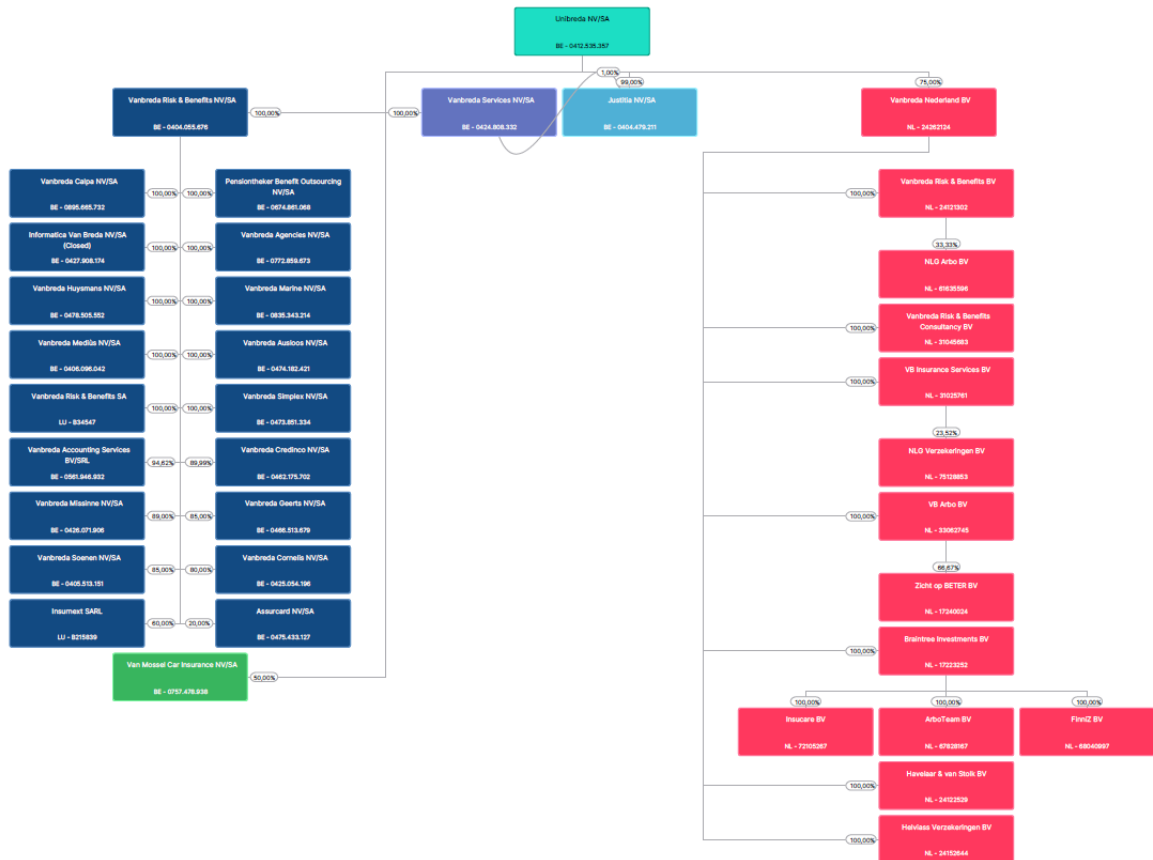 Unibreda NV/SA
BE - 0412.535.357
1,00%
99,00%
75,00%
Vanbreda Risk & Benefits NV/SA
BE - 0404.055.676
100,00%
100,00%
Vanbreda Services NV/SA
BE - 0424.808.332
Justitia NV/SA
BE - 0404.479.211
Vanbreda Nederland BV
NL - 24262124
Vanbreda Calpa NV/SA
BE - 0895.665.732
100,00%
100,00%
Pensiontheker Benefit Outsourcing
NV/SA
BE - 0674.861.068
Informatica Van Breda NV/SA
(Closed)
BE - 0427.908.174
100,00%
100,00%
Vanbreda Agencies NV/SA
BE - 0772.859.673
Vanbreda Huysmans NV/SA
BE - 0478.505.552
100,00%
100,00%
Vanbreda Marine NV/SA
BE - 0835.343.214
Vanbreda Mediùs NV/SA
BE - 0406.096.042
100,00%
100,00%
Vanbreda Ausloos NV/SA
BE - 0474.182.421
Vanbreda Risk & Benefits SA
LU - B34547
100,00%
100,00%
Vanbreda Simplex NV/SA
BE - 0473.851.334
Vanbreda Accounting Services
BV/SRL
BE - 0561.946.932
94,62%
89,99%
Vanbreda Credinco NV/SA
BE - 0462.175.702
Vanbreda Missinne NV/SA
BE - 0426.071.906
89,00%
85,00%
Vanbreda Geerts NV/SA
BE - 0466.513.679
Vanbreda Soenen NV/SA
BE - 0405.513.151
85,00%
80,00%
Vanbreda Cornelis NV/SA
BE - 0425.054.196
Insurnext SARL
LU - B215839
60,00%
20,00%
Assurcard NV/SA
BE - 0475.433.127
Van Mossel Car Insurance NV/SA
BE - 0757.476.938
50,00%
100,00%
Vanbreda Risk & Benefits BV
NL - 24121302
33,33%
NLG Arbo BV
NL - 61635596
100,00%
Vanbreda Risk & Benefits
Consultancy BV
NL - 31045683
100,00%
VB Insurance Services BV
NL - 31025761
23,52%
NLG Verzekeringen BV
NL - 75128853
100,00%
VB Arbo BV
NL - 33062745
66,67%
Zicht op BETER BV
NL - 17240024
100,00%
Braintree Investments BV
NL - 17223252
100,00%
100,00%
100,00%
Insucare BV
NL - 72105267
ArboTeam BV
NL - 67828167
FinnIZ BV
NL - 68040997
100,00%
Havelaar & van Stolk BV
NL - 24122529
100,00%
Helviass Verzekeringen BV
NL - 24152644